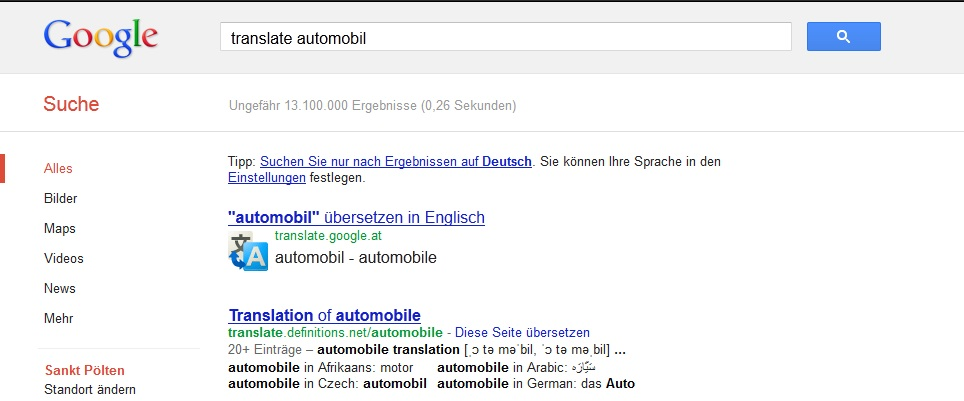 Google
translate automobil
Suche
Ungefähr 13.100.000 Ergebnisse (0,26 Sekunden)
Alles
Bilder
Maps
Videos
News
Mehr
Sankt Pölten
Standort ändern
Tipp: Suchen Sie nur nach Ergebnissen auf Deutsch. Sie können Ihre Sprache in den
Einstellungen festlegen.
"automobil" übersetzen in Englisch
translate.google.at
文 A
automobil - automobile
Translation of automobile
translate.definitions.net/automobile - Diese Seite übersetzen
20+ Einträge – automobile translation [ˌɔ tə məˈbil, ˈɔ tə məˌbil] ...
automobile in Afrikaans: motor automobile in Arabic: سَيّارَه
automobile in Czech: automobil automobile in German: das Auto